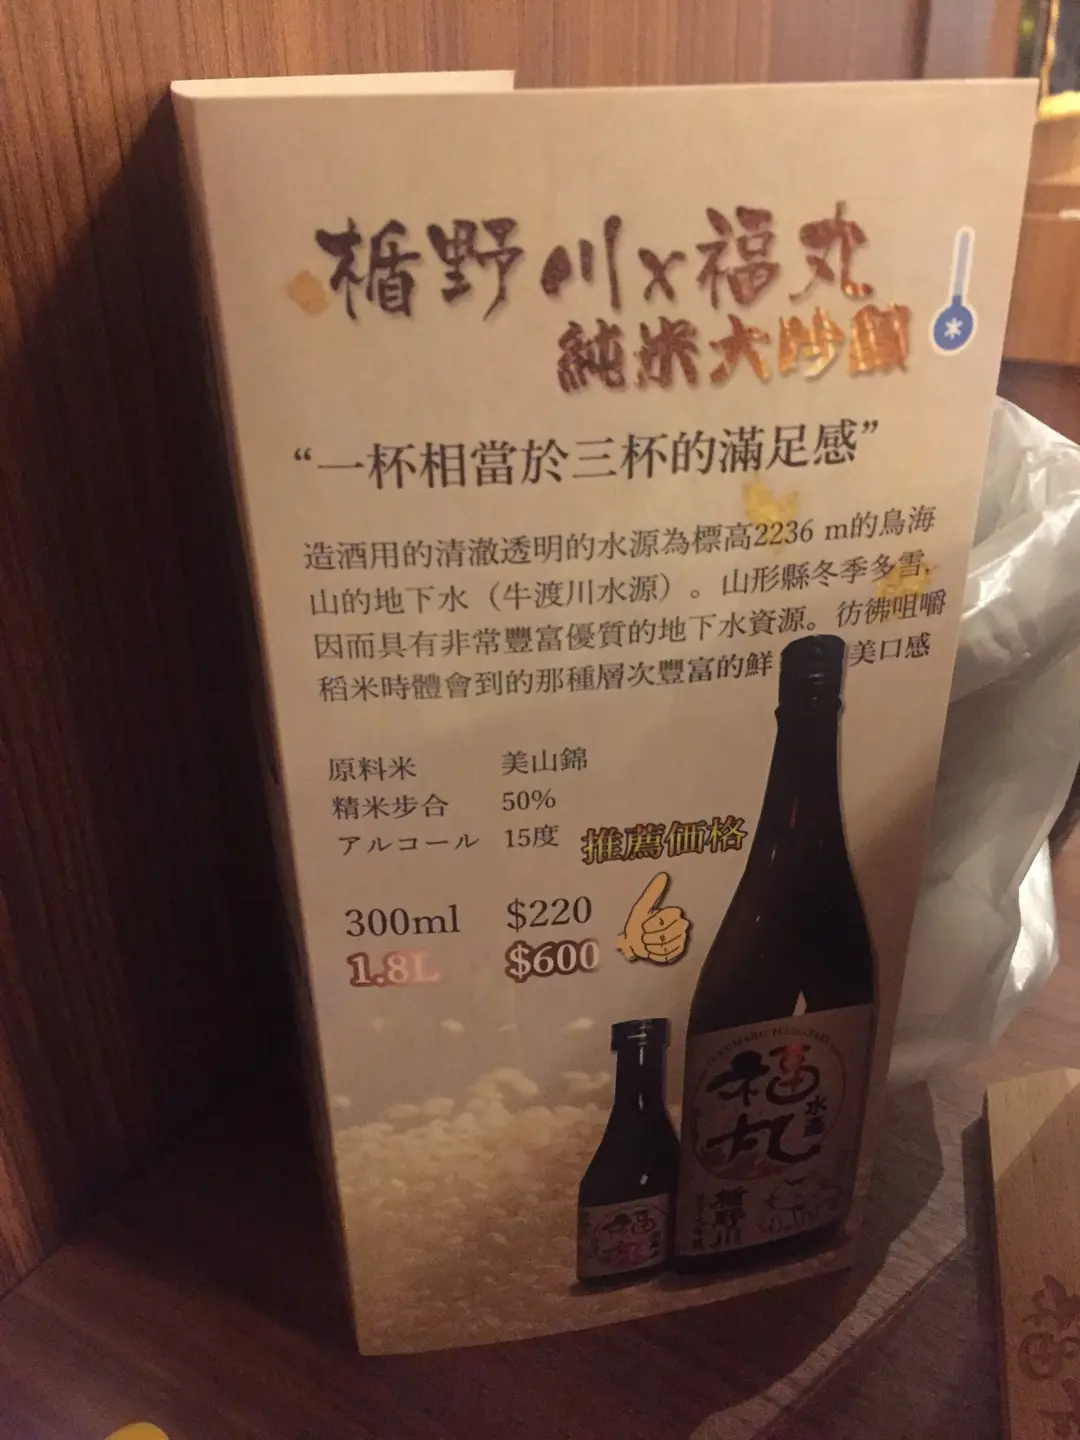 楯野川x福丸
純米大吟醸
“一杯相當於三杯的滿足感”
造酒用的清澈透明的水源為標高2236 m的鳥海
山的地下水（牛渡川水源）。山形縣冬季多雪,
因而具有非常豐富優質的地下水資源。彷彿咀嚼
稻米時體會到的那種層次豐富的鮮 美口感
原料米 美山錦
精米步合 50%
アルコール 15度
推薦価格
300ml $220
1.8L $600
福丸
水
楯野川
福丸